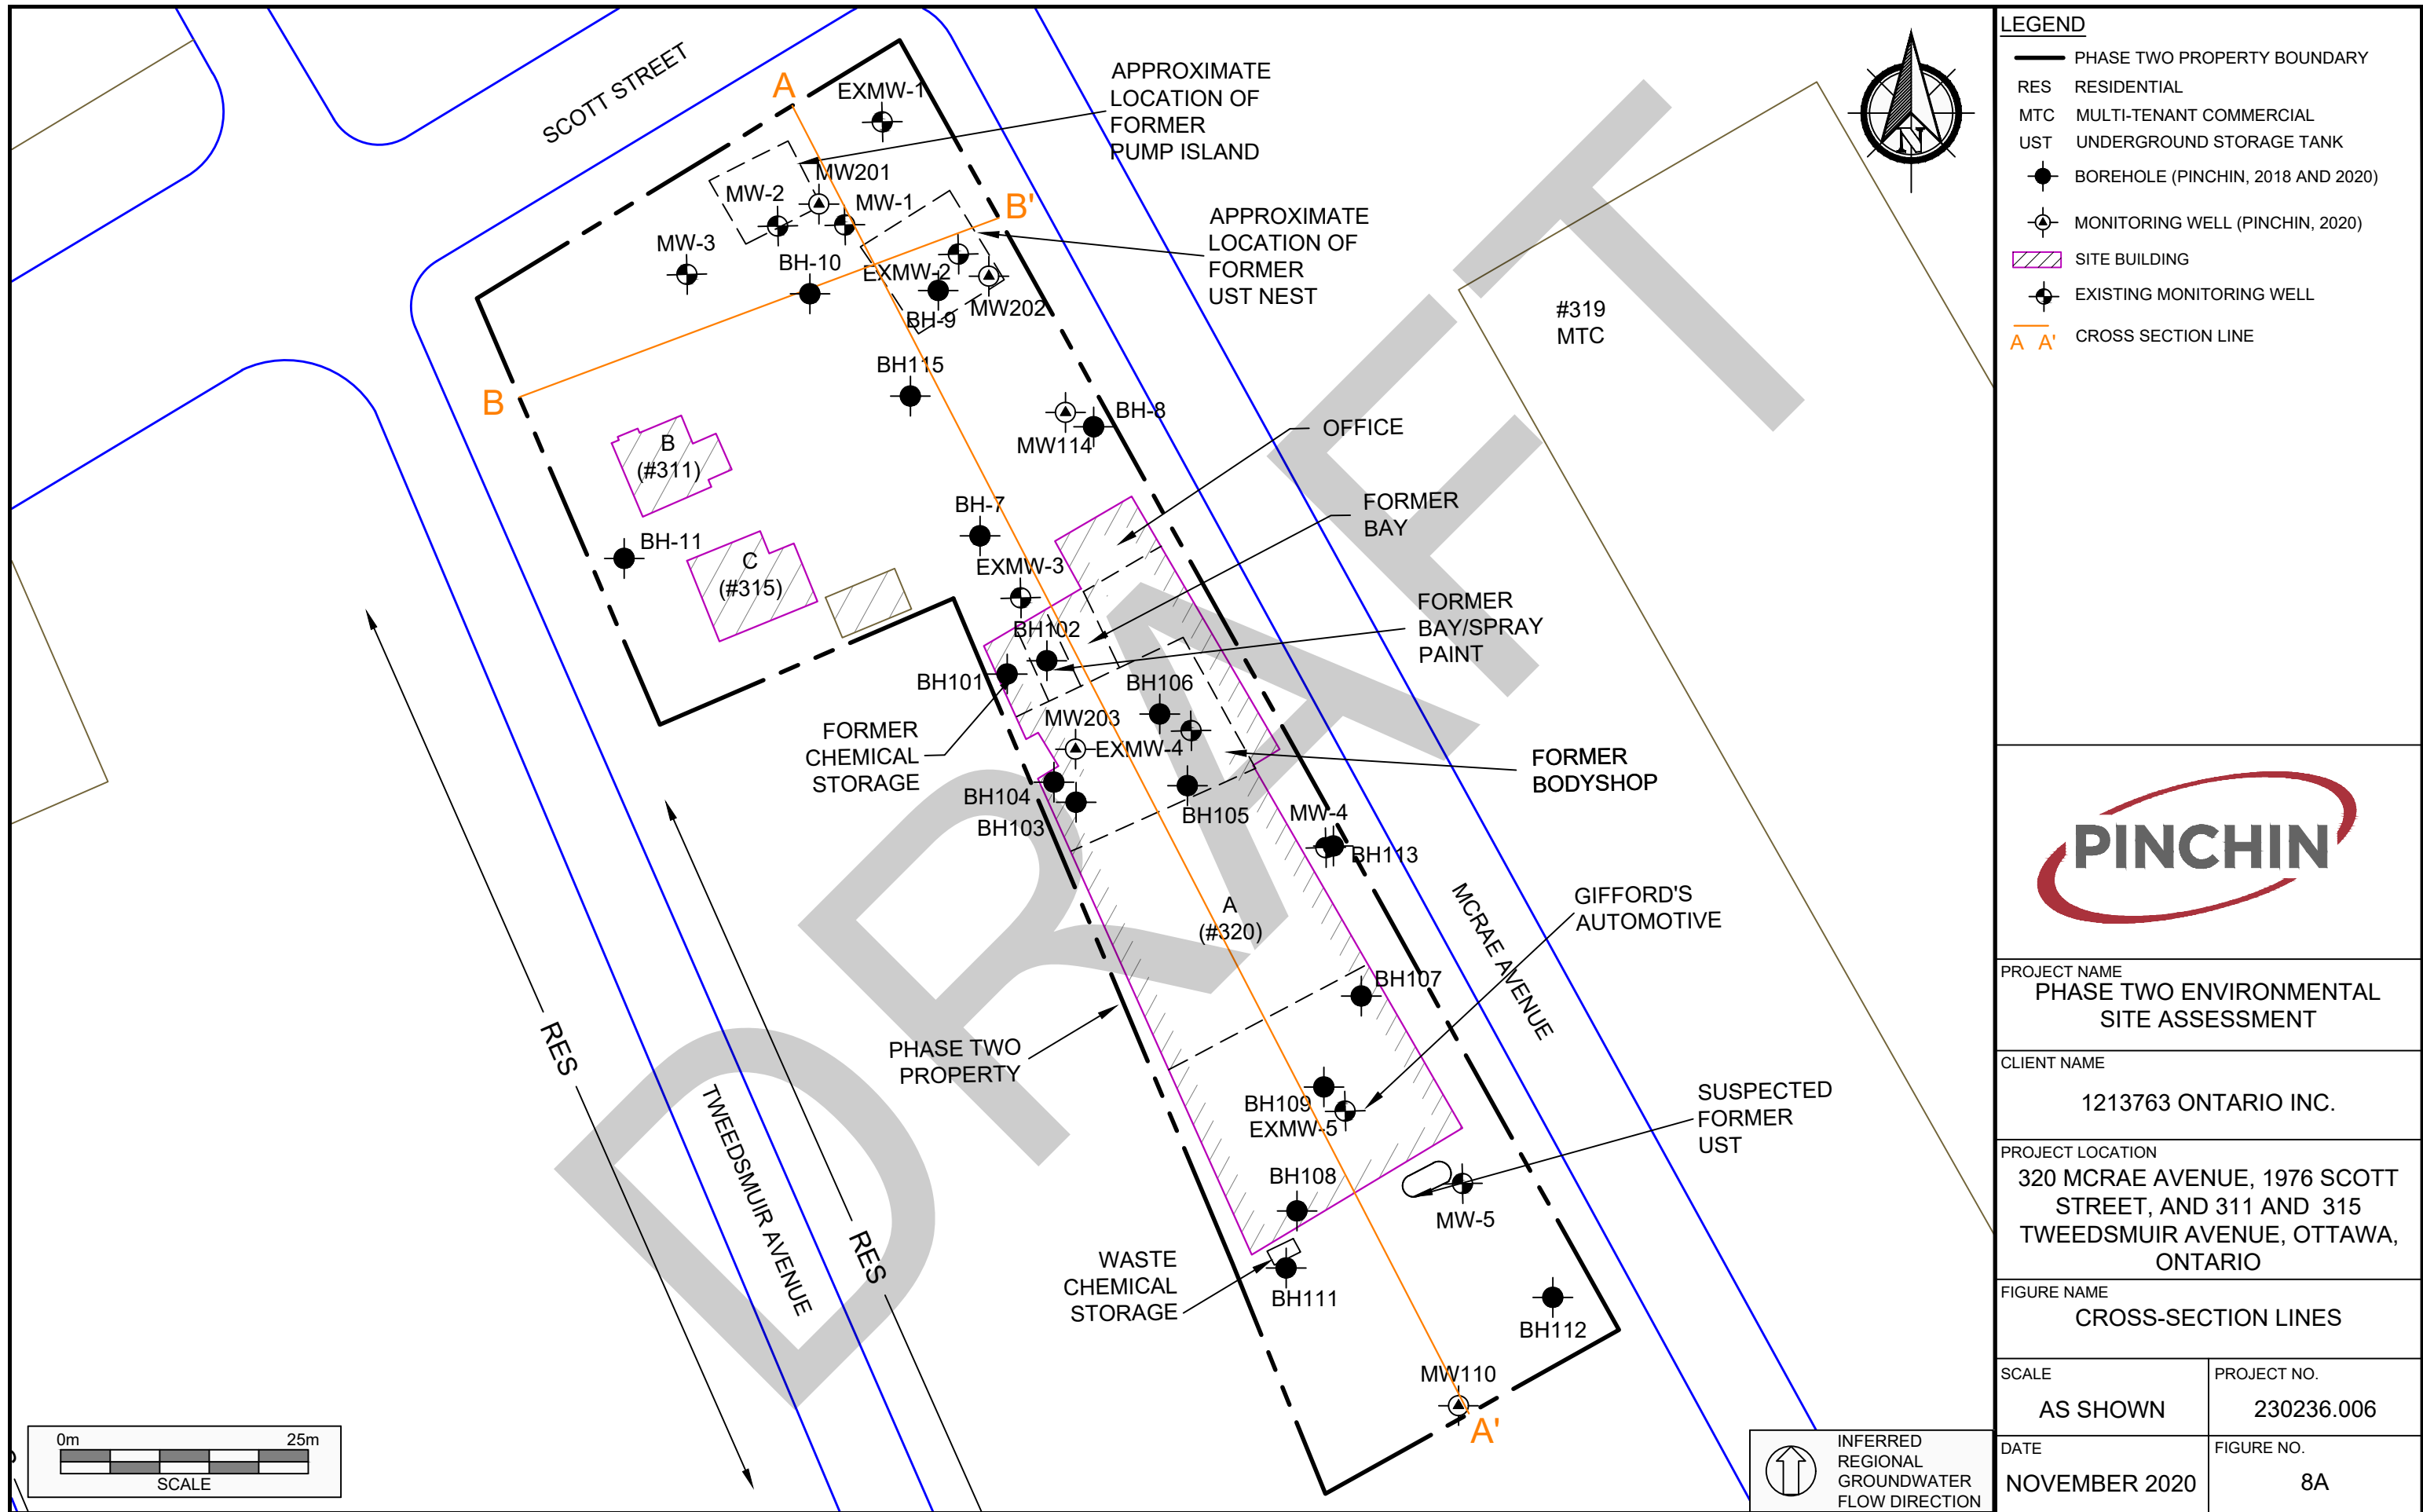 SCOTT STREET
A
EXMW-1
APPROXIMATE
LOCATION OF
FORMER
PUMP ISLAND
MW201
MW-2
MW-1
B'
APPROXIMATE
LOCATION OF
FORMER
UST NEST
MW-3
BH-10
EXMW-2
BH-9
MW202
#319
MTC
BH115
B
BH-8
MW114
OFFICE
B
(#311)
FORMER
BAY
BH-7
BH-11
C
(#315)
EXMW-3
FORMER
BAY/SPRAY
PAINT
BH102
BH101
BH106
FORMER
CHEMICAL
STORAGE
MW203
EXMW-4
FORMER
BODYSHOP
BH104
BH103
BH105
MW-4
BH113
A
(#320)
MCRAE AVENUE
GIFFORD'S
AUTOMOTIVE
BH107
RES
PHASE TWO
PROPERTY
TWEEDSMUIR AVENUE
BH109
EXMW-5
SUSPECTED
FORMER
UST
RES
BH108
MW-5
WASTE
CHEMICAL
STORAGE
BH111
BH112
MW110
A'
DRAFT
0m 25m
SCALE
INFERRED
REGIONAL
GROUNDWATER
FLOW DIRECTION
N
LEGEND
PHASE TWO PROPERTY BOUNDARY
RES RESIDENTIAL
MTC MULTI-TENANT COMMERCIAL
UST UNDERGROUND STORAGE TANK
BOREHOLE (PINCHIN, 2018 AND 2020)
MONITORING WELL (PINCHIN, 2020)
SITE BUILDING
EXISTING MONITORING WELL
A A' CROSS SECTION LINE
PINCHIN
PROJECT NAME
PHASE TWO ENVIRONMENTAL
SITE ASSESSMENT
CLIENT NAME
1213763 ONTARIO INC.
PROJECT LOCATION
320 MCRAE AVENUE, 1976 SCOTT
STREET, AND 311 AND 315
TWEEDSMUIR AVENUE, OTTAWA,
ONTARIO
FIGURE NAME
CROSS-SECTION LINES
SCALE
AS SHOWN
PROJECT NO.
230236.006
DATE
NOVEMBER 2020
FIGURE NO.
8A